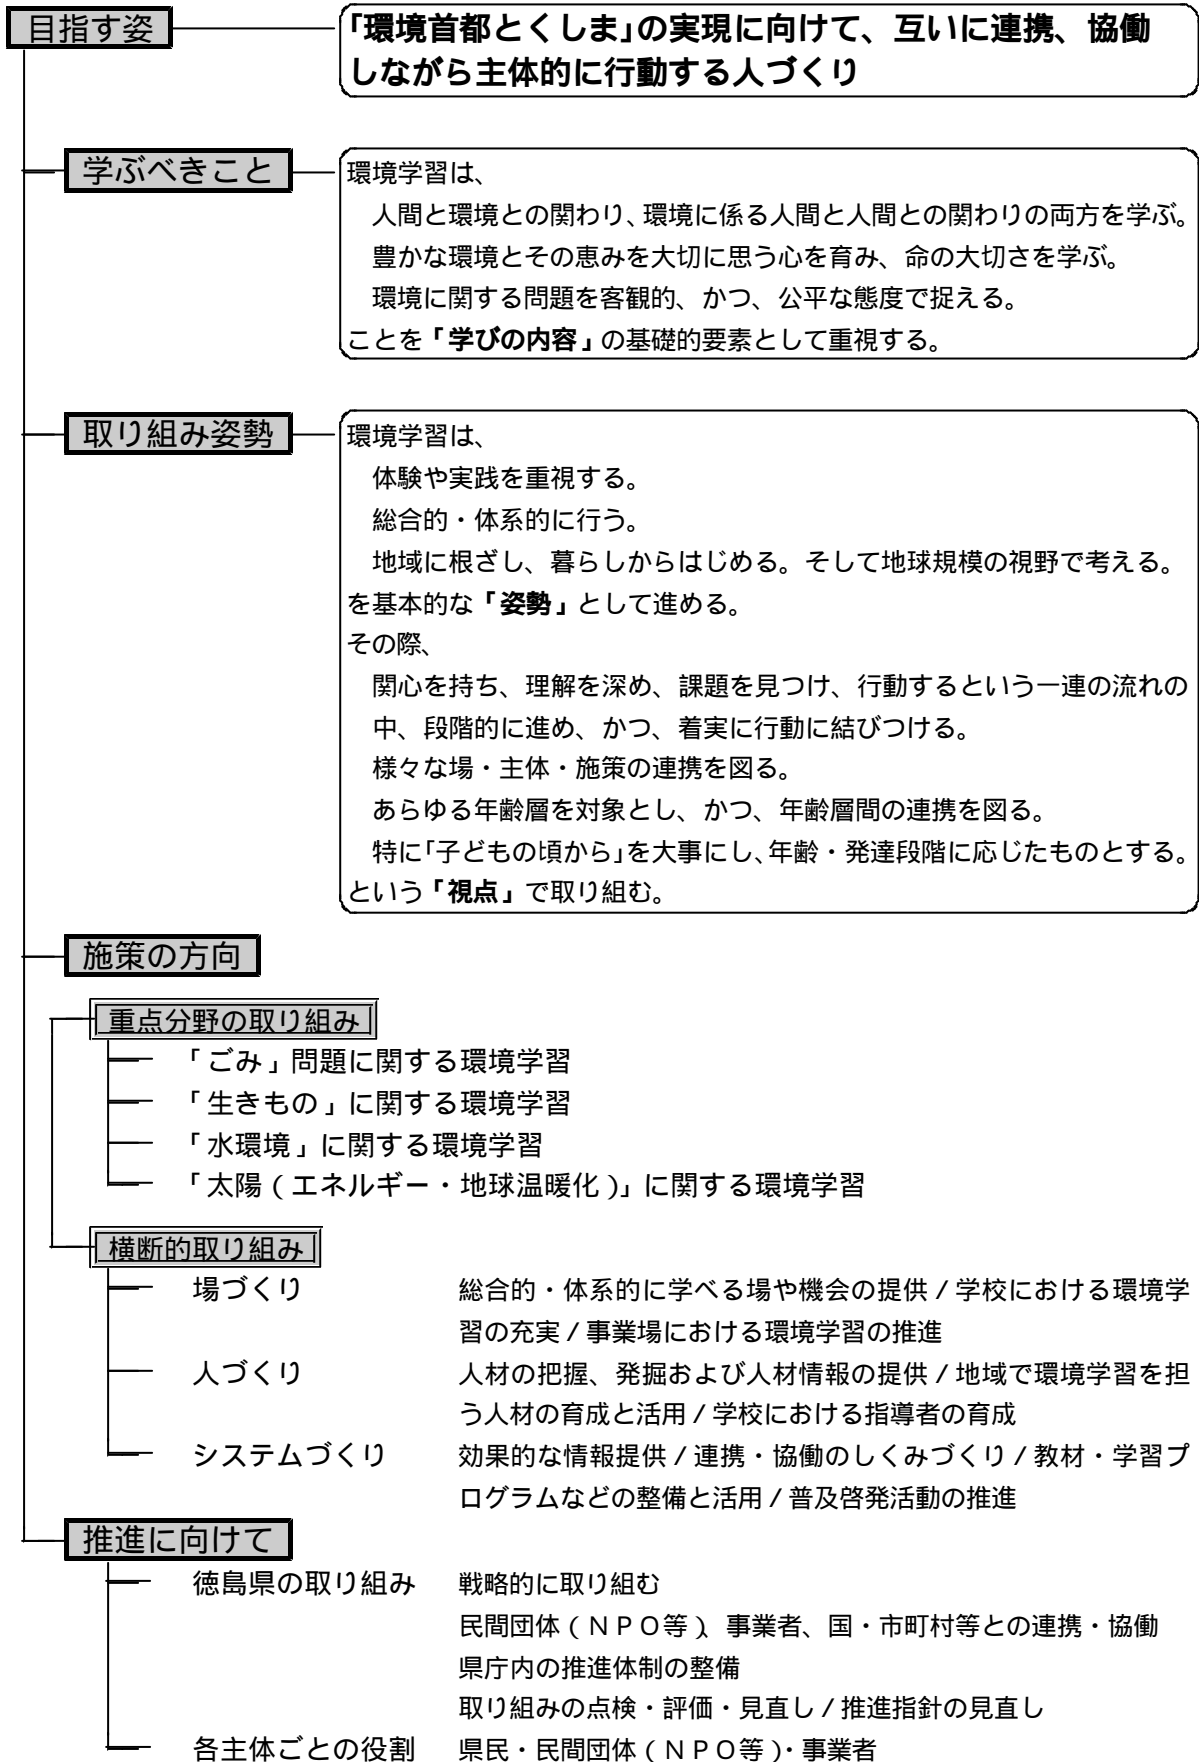 目指す姿
「環境首都とくしま」の実現に向けて、互いに連携、協働
しながら主体的に行動する人づくり
学ぶべきこと
環境学習は、
人間と環境との関わり、環境に係る人間と人間との関わりの両方を学ぶ。
豊かな環境とその恵みを大切に思う心を育み、命の大切さを学ぶ。
環境に関する問題を客観的、かつ、公平な態度で捉える。
ことを「学びの内容」の基礎的要素として重視する。
取り組み姿勢
環境学習は、
体験や実践を重視する。
総合的・体系的に行う。
地域に根ざし、暮らしからはじめる。そして地球規模の視野で考える。
を基本的な「姿勢」として進める。
その際、
関心を持ち、理解を深め、課題を見つけ、行動するという一連の流れの
中、段階的に進め、かつ、着実に行動に結びつける。
様々な場・主体・施策の連携を図る。
あらゆる年齢層を対象とし、かつ、年齢層間の連携を図る。
特に「子どもの頃から」を大事にし、年齢・発達段階に応じたものとする。
という「視点」で取り組む。
施策の方向
重点分野の取り組み
「ごみ」問題に関する環境学習
「生きもの」に関する環境学習
「水環境」に関する環境学習
「太陽(エネルギー・地球温暖化)」に関する環境学習
横断的取り組み
場づくり 総合的・体系的に学べる場や機会の提供/学校における環境学
習の充実/事業場における環境学習の推進
人づくり 人材の把握、発掘および人材情報の提供/地域で環境学習を担
う人材の育成と活用/学校における指導者の育成
システムづくり 効果的な情報提供/連携・協働のしくみづくり/教材・学習プ
ログラムなどの整備と活用/普及啓発活動の推進
推進に向けて
徳島県の取り組み 戦略的に取り組む
民間団体(NPO等)、事業者、国・市町村等との連携・協働
県庁内の推進体制の整備
取り組みの点検・評価・見直し/推進指針の見直し
各主体ごとの役割 県民・民間団体(NPO等)・事業者